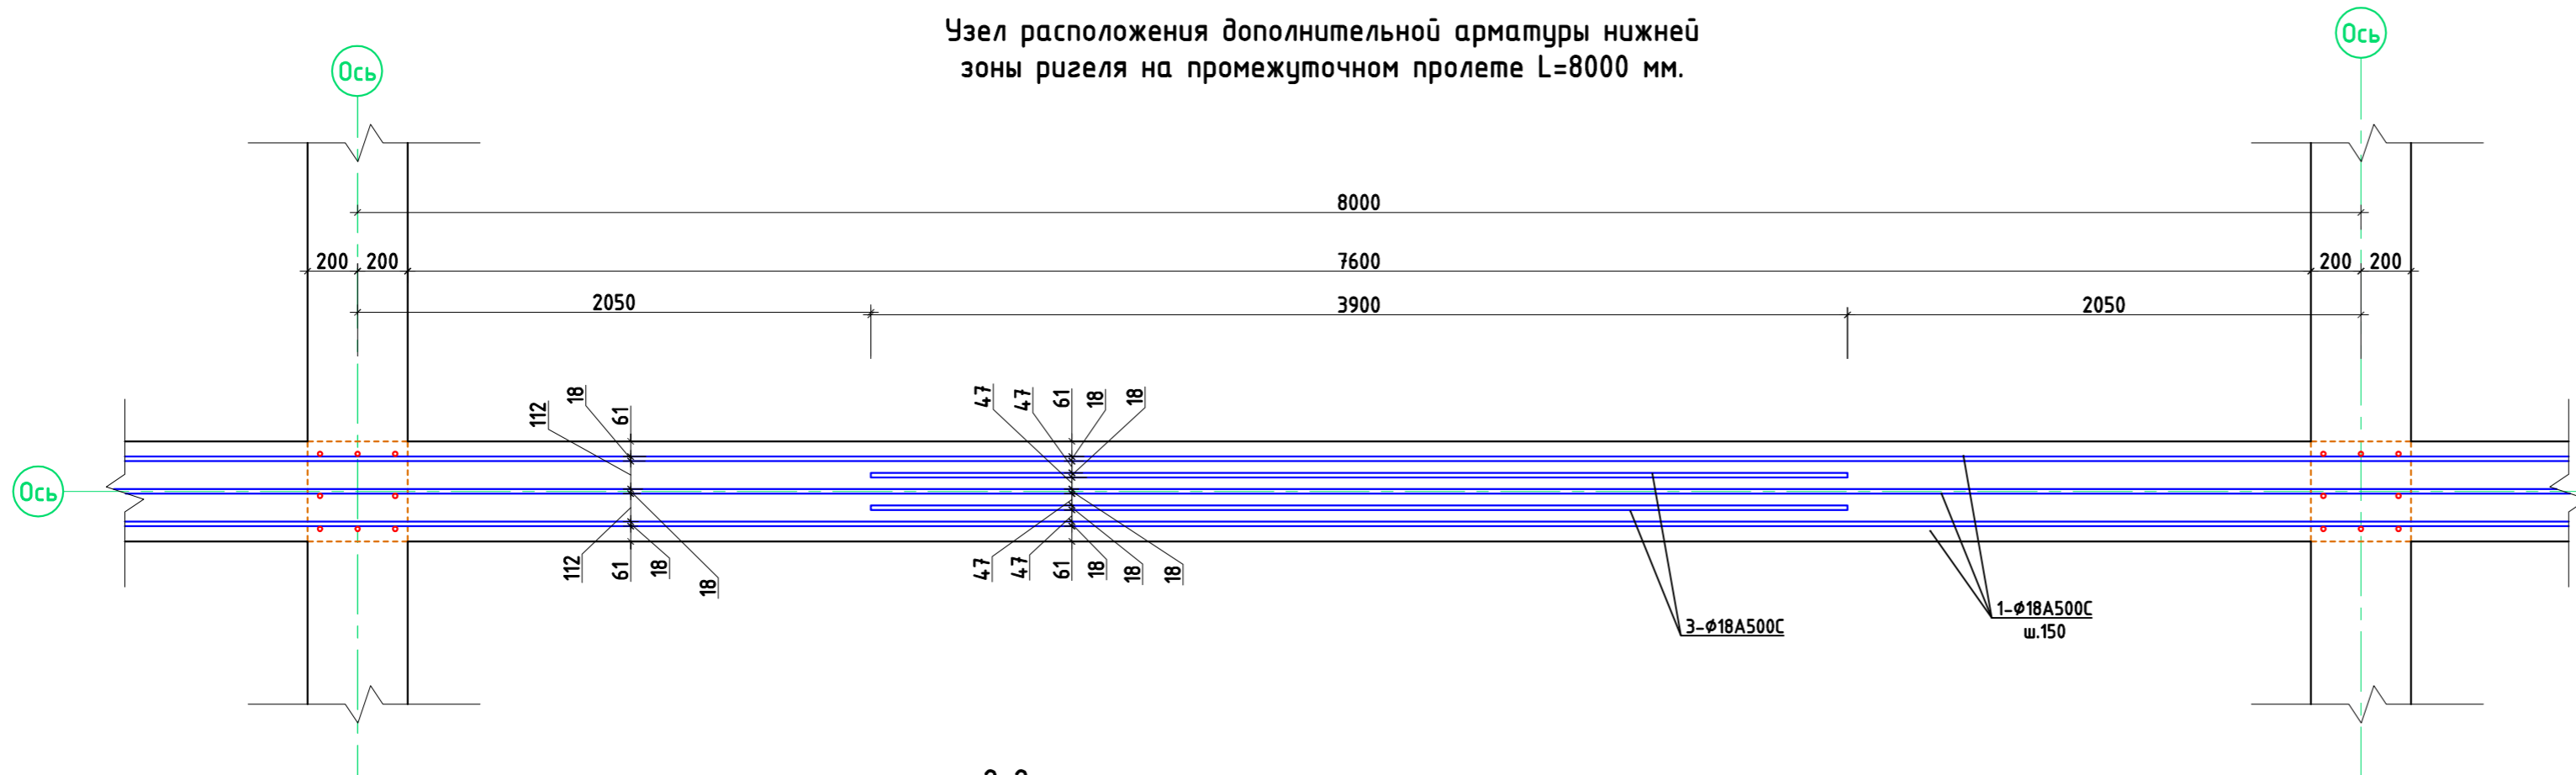 Узел расположения дополнительной арматуры нижней
зоны ригеля на промежуточном пролете L=8000 мм.
Ось
Ось
8000
200 200 7600 200 200
2050 3900 2050
112 18 61 47 47 61 18 18
Ось
112 61 18 18 47 47 61 18 18 18
3-Ø18А500С
1-Ø18А500С
ш.150